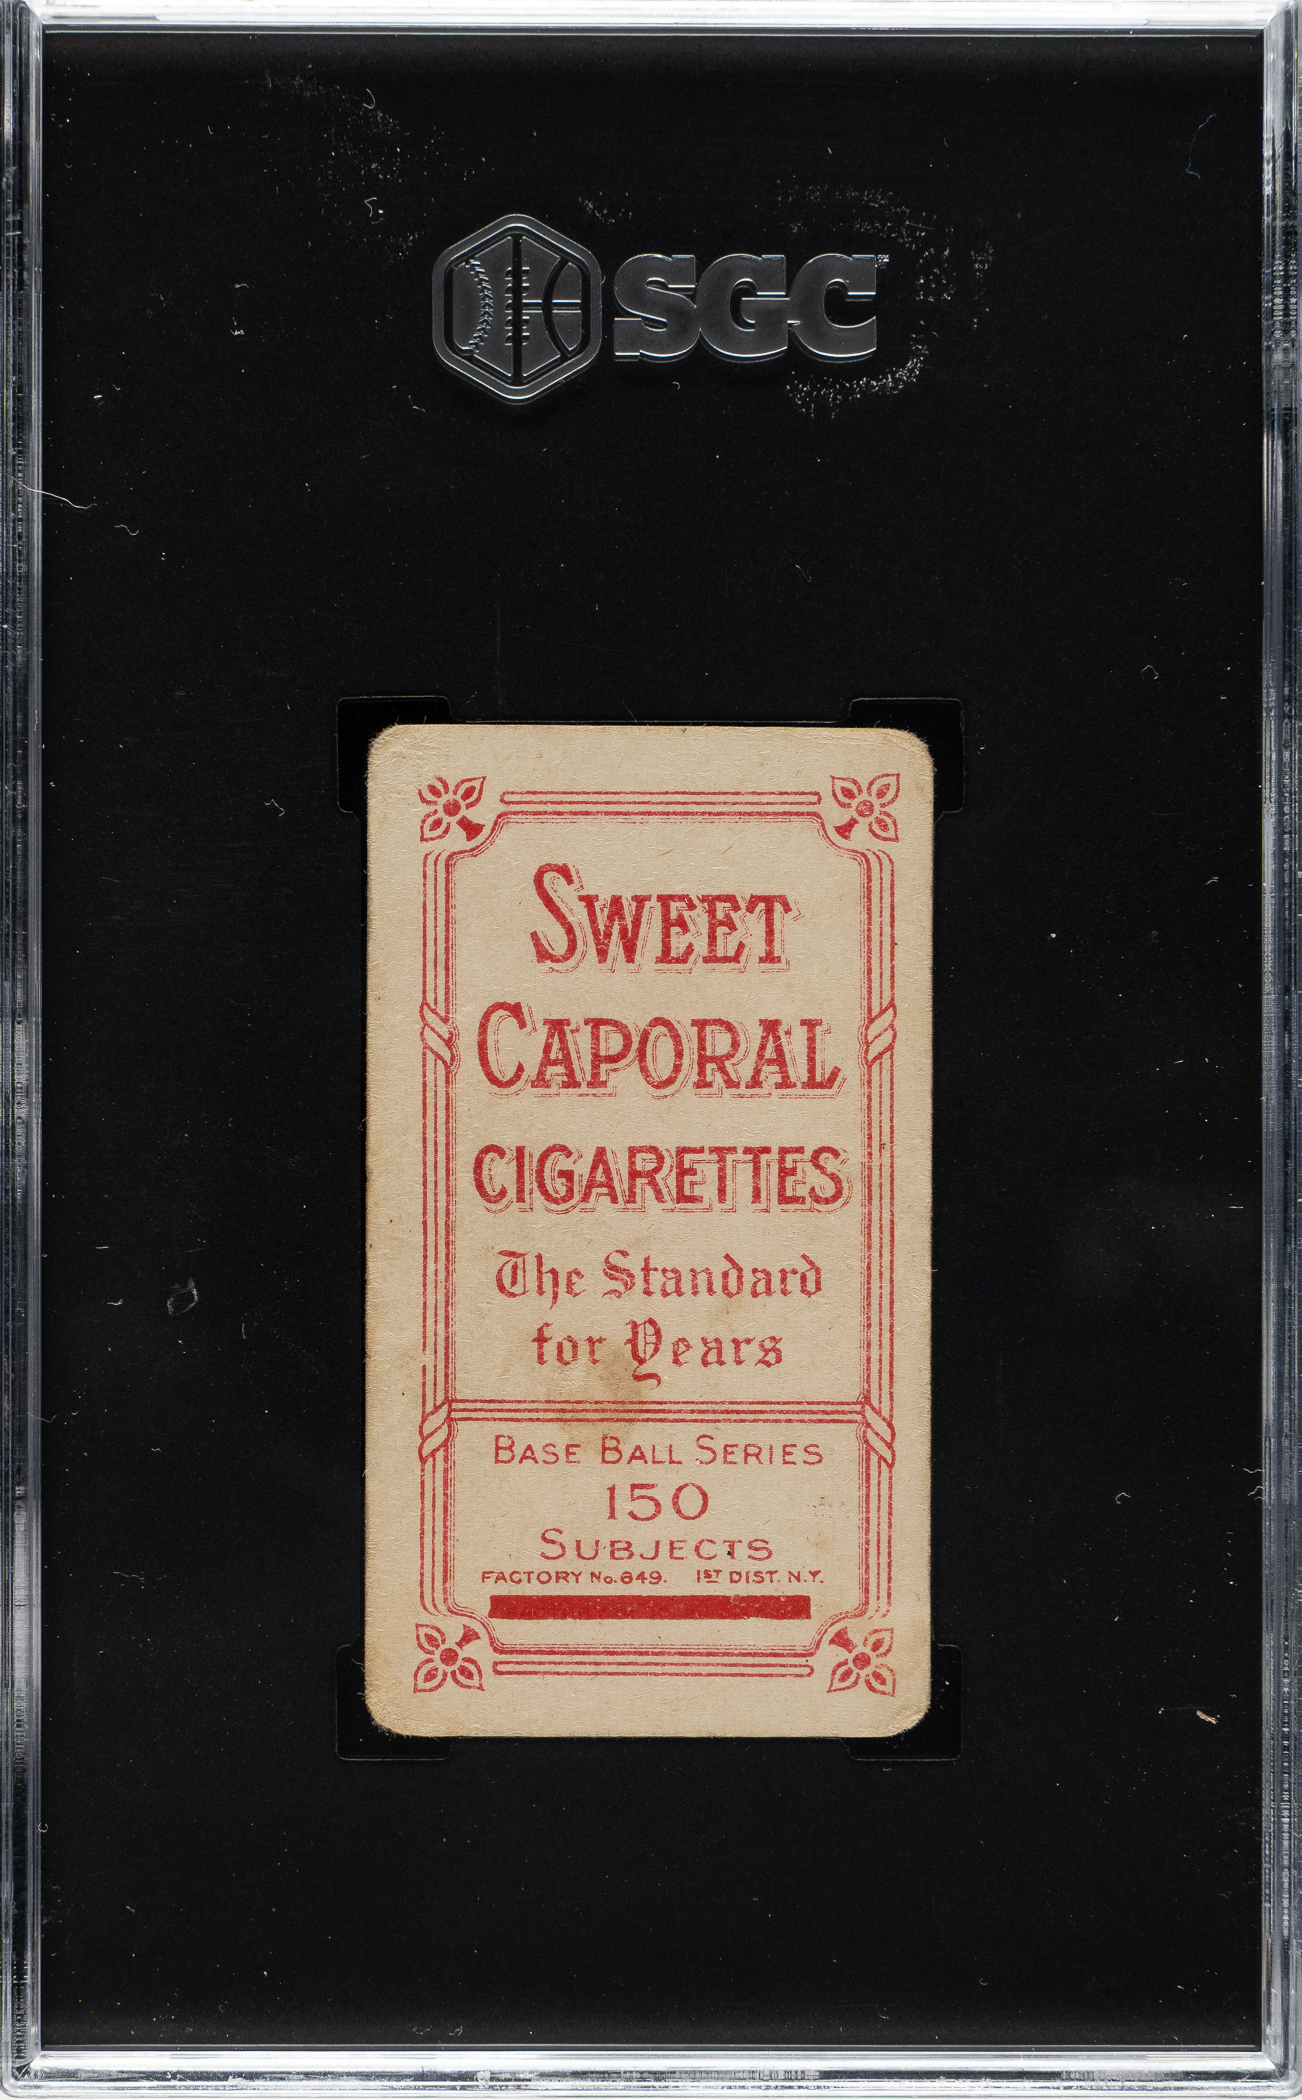 SGC
SWEET
CAPORAL
CIGARETTES
The Standard
for Years
BASE BALL SERIES
150
SUBJECTS
FACTORY No. 649. 1ST DIST. N.Y.